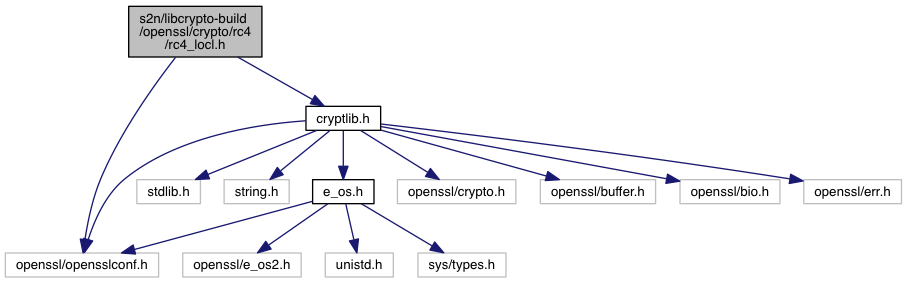 s2n/libcrypto-build
/openssl/crypto/rc4
/rc4_locl.h
cryptlib.h
stdlib.h
string.h
e_os.h
openssl/crypto.h
openssl/buffer.h
openssl/bio.h
openssl/err.h
openssl/opensslconf.h
openssl/e_os2.h
unistd.h
sys/types.h